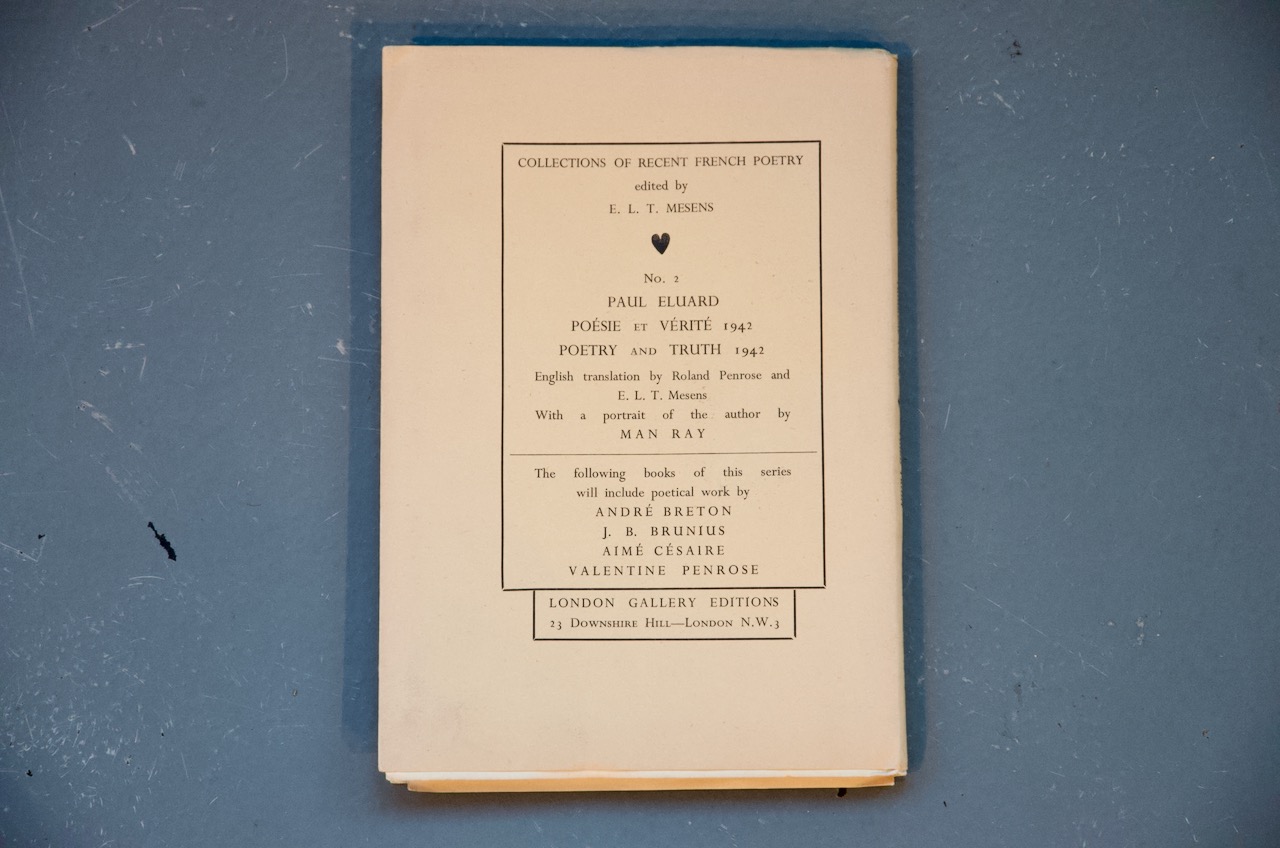 COLLECTIONS OF RECENT FRENCH POETRY
edited by
E. L. T. MESENS
No. 2
PAUL ELUARD
POÉSIE ET VÉRITÉ 1942
POETRY AND TRUTH 1942
English translation by Roland Penrose and
E. L. T. Mesens
With a portrait of the author by
MAN RAY
The following books of this series
will include poetical work by
ANDRÉ BRETON
J. B. BRUNIUS
AIMÉ CÉSAIRE
VALENTINE PENROSE
LONDON GALLERY EDITIONS
23 Downshire Hill—London N.W.3